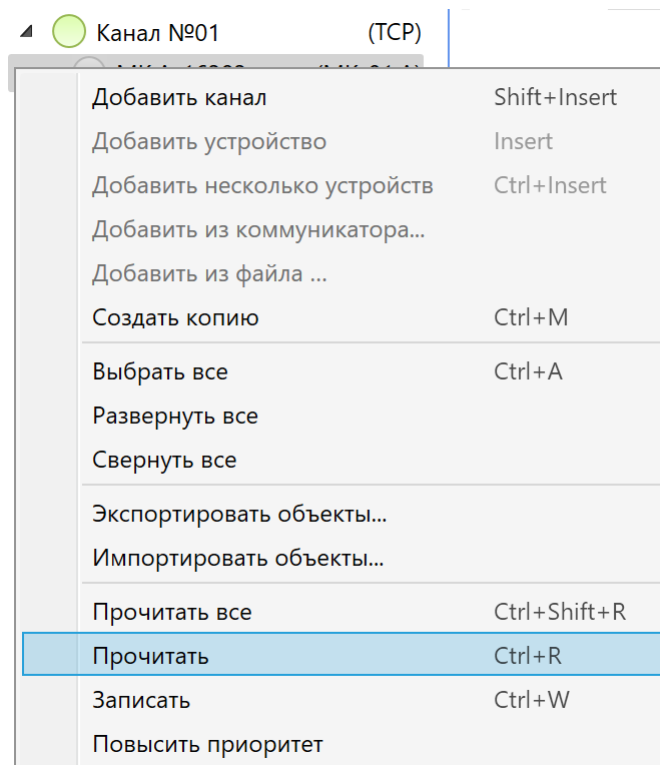 Канал №01 (TCP)
Добавить канал Shift+Insert
Добавить устройство Insert
Добавить несколько устройств Ctrl+Insert
Добавить из коммуникатора...
Добавить из файла ...
Создать копию Ctrl+M
Выбрать все Ctrl+A
Развернуть все
Свернуть все
Экспортировать объекты...
Импортировать объекты...
Прочитать все Ctrl+Shift+R
Прочитать Ctrl+R
Записать Ctrl+W
Повысить приоритет